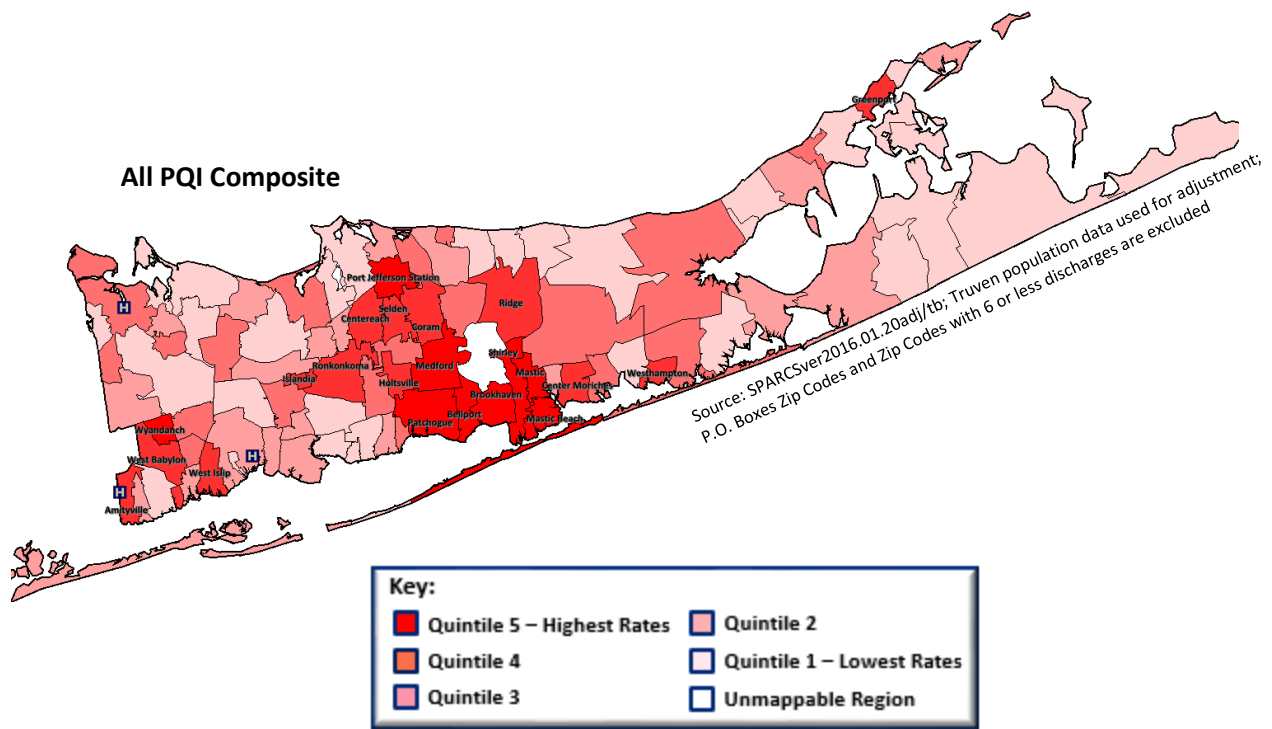 Greenport
All PQI Composite
Port Jefferson Station
Ridge
Selden
Centereach
Coram
Shirley
Ronkonkoma
Medford
Mastic
Islandia
Holtsville
Center Moriches
Westhampton
Brookhaven
Bellport
Patchogue
Mastic Beach
Wyandanch
West Babylon
West Islip
Amityville
H
H
H
Source: SPARCSver2016.01.20adj/tb; Truven population data used for adjustment;
P.O. Boxes Zip Codes and Zip Codes with 6 or less discharges are excluded
Key:
Quintile 5 – Highest Rates
Quintile 4
Quintile 3
Quintile 2
Quintile 1 – Lowest Rates
Unmappable Region